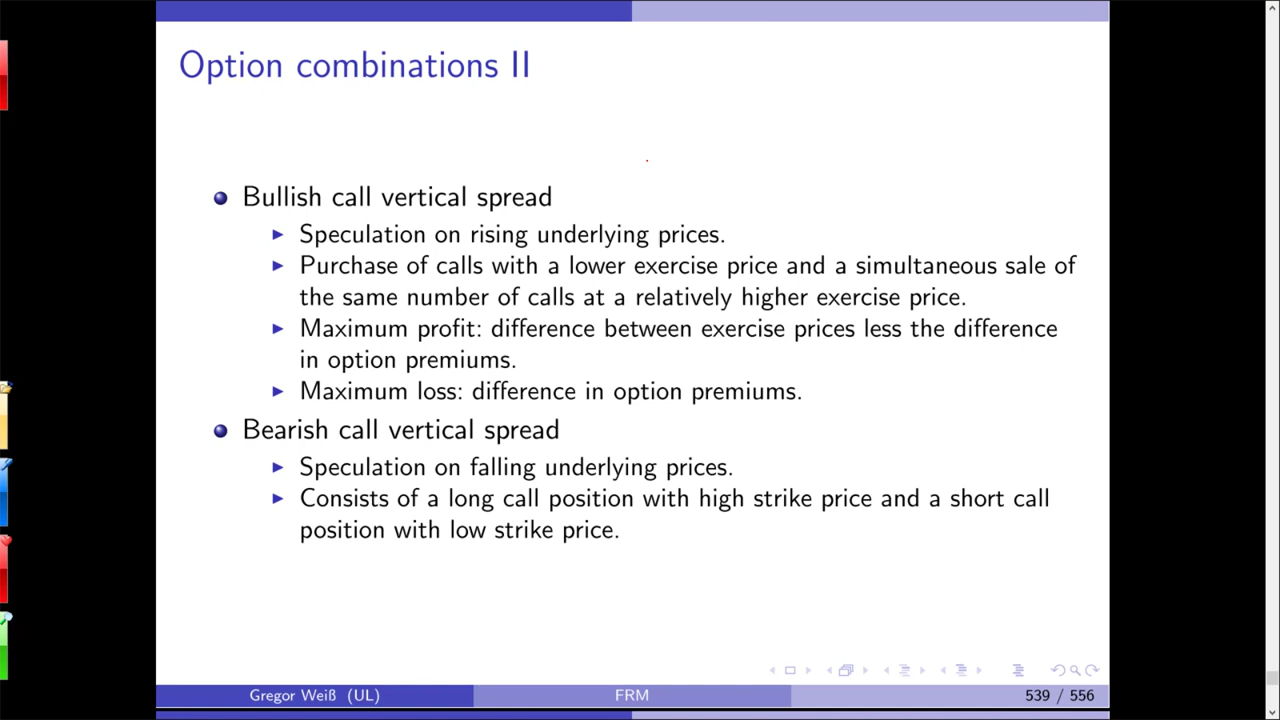 Option combinations II
Bullish call vertical spread
Speculation on rising underlying prices.
Purchase of calls with a lower exercise price and a simultaneous sale of
the same number of calls at a relatively higher exercise price.
Maximum profit: difference between exercise prices less the difference
in option premiums.
Maximum loss: difference in option premiums.
Bearish call vertical spread
Speculation on falling underlying prices.
Consists of a long call position with high strike price and a short call
position with low strike price.
Gregor Weiß (UL) FRM 539 / 556